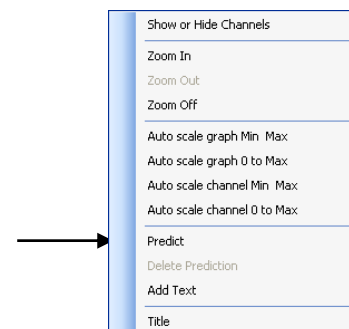 Show or Hide Channels
Zoom In
Zoom Out
Zoom Off
Auto scale graph Min Max
Auto scale graph 0 to Max
Auto scale channel Min Max
Auto scale channel 0 to Max
Predict
Delete Prediction
Add Text
Title